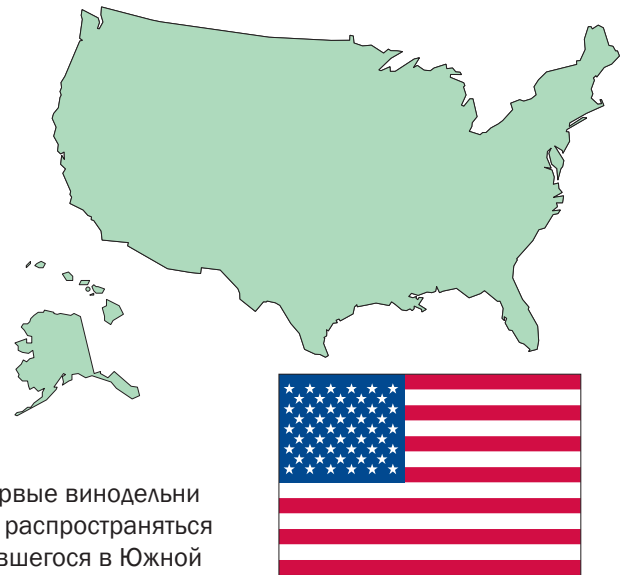 рвые винодельни
распространяться
вшегося в Южной